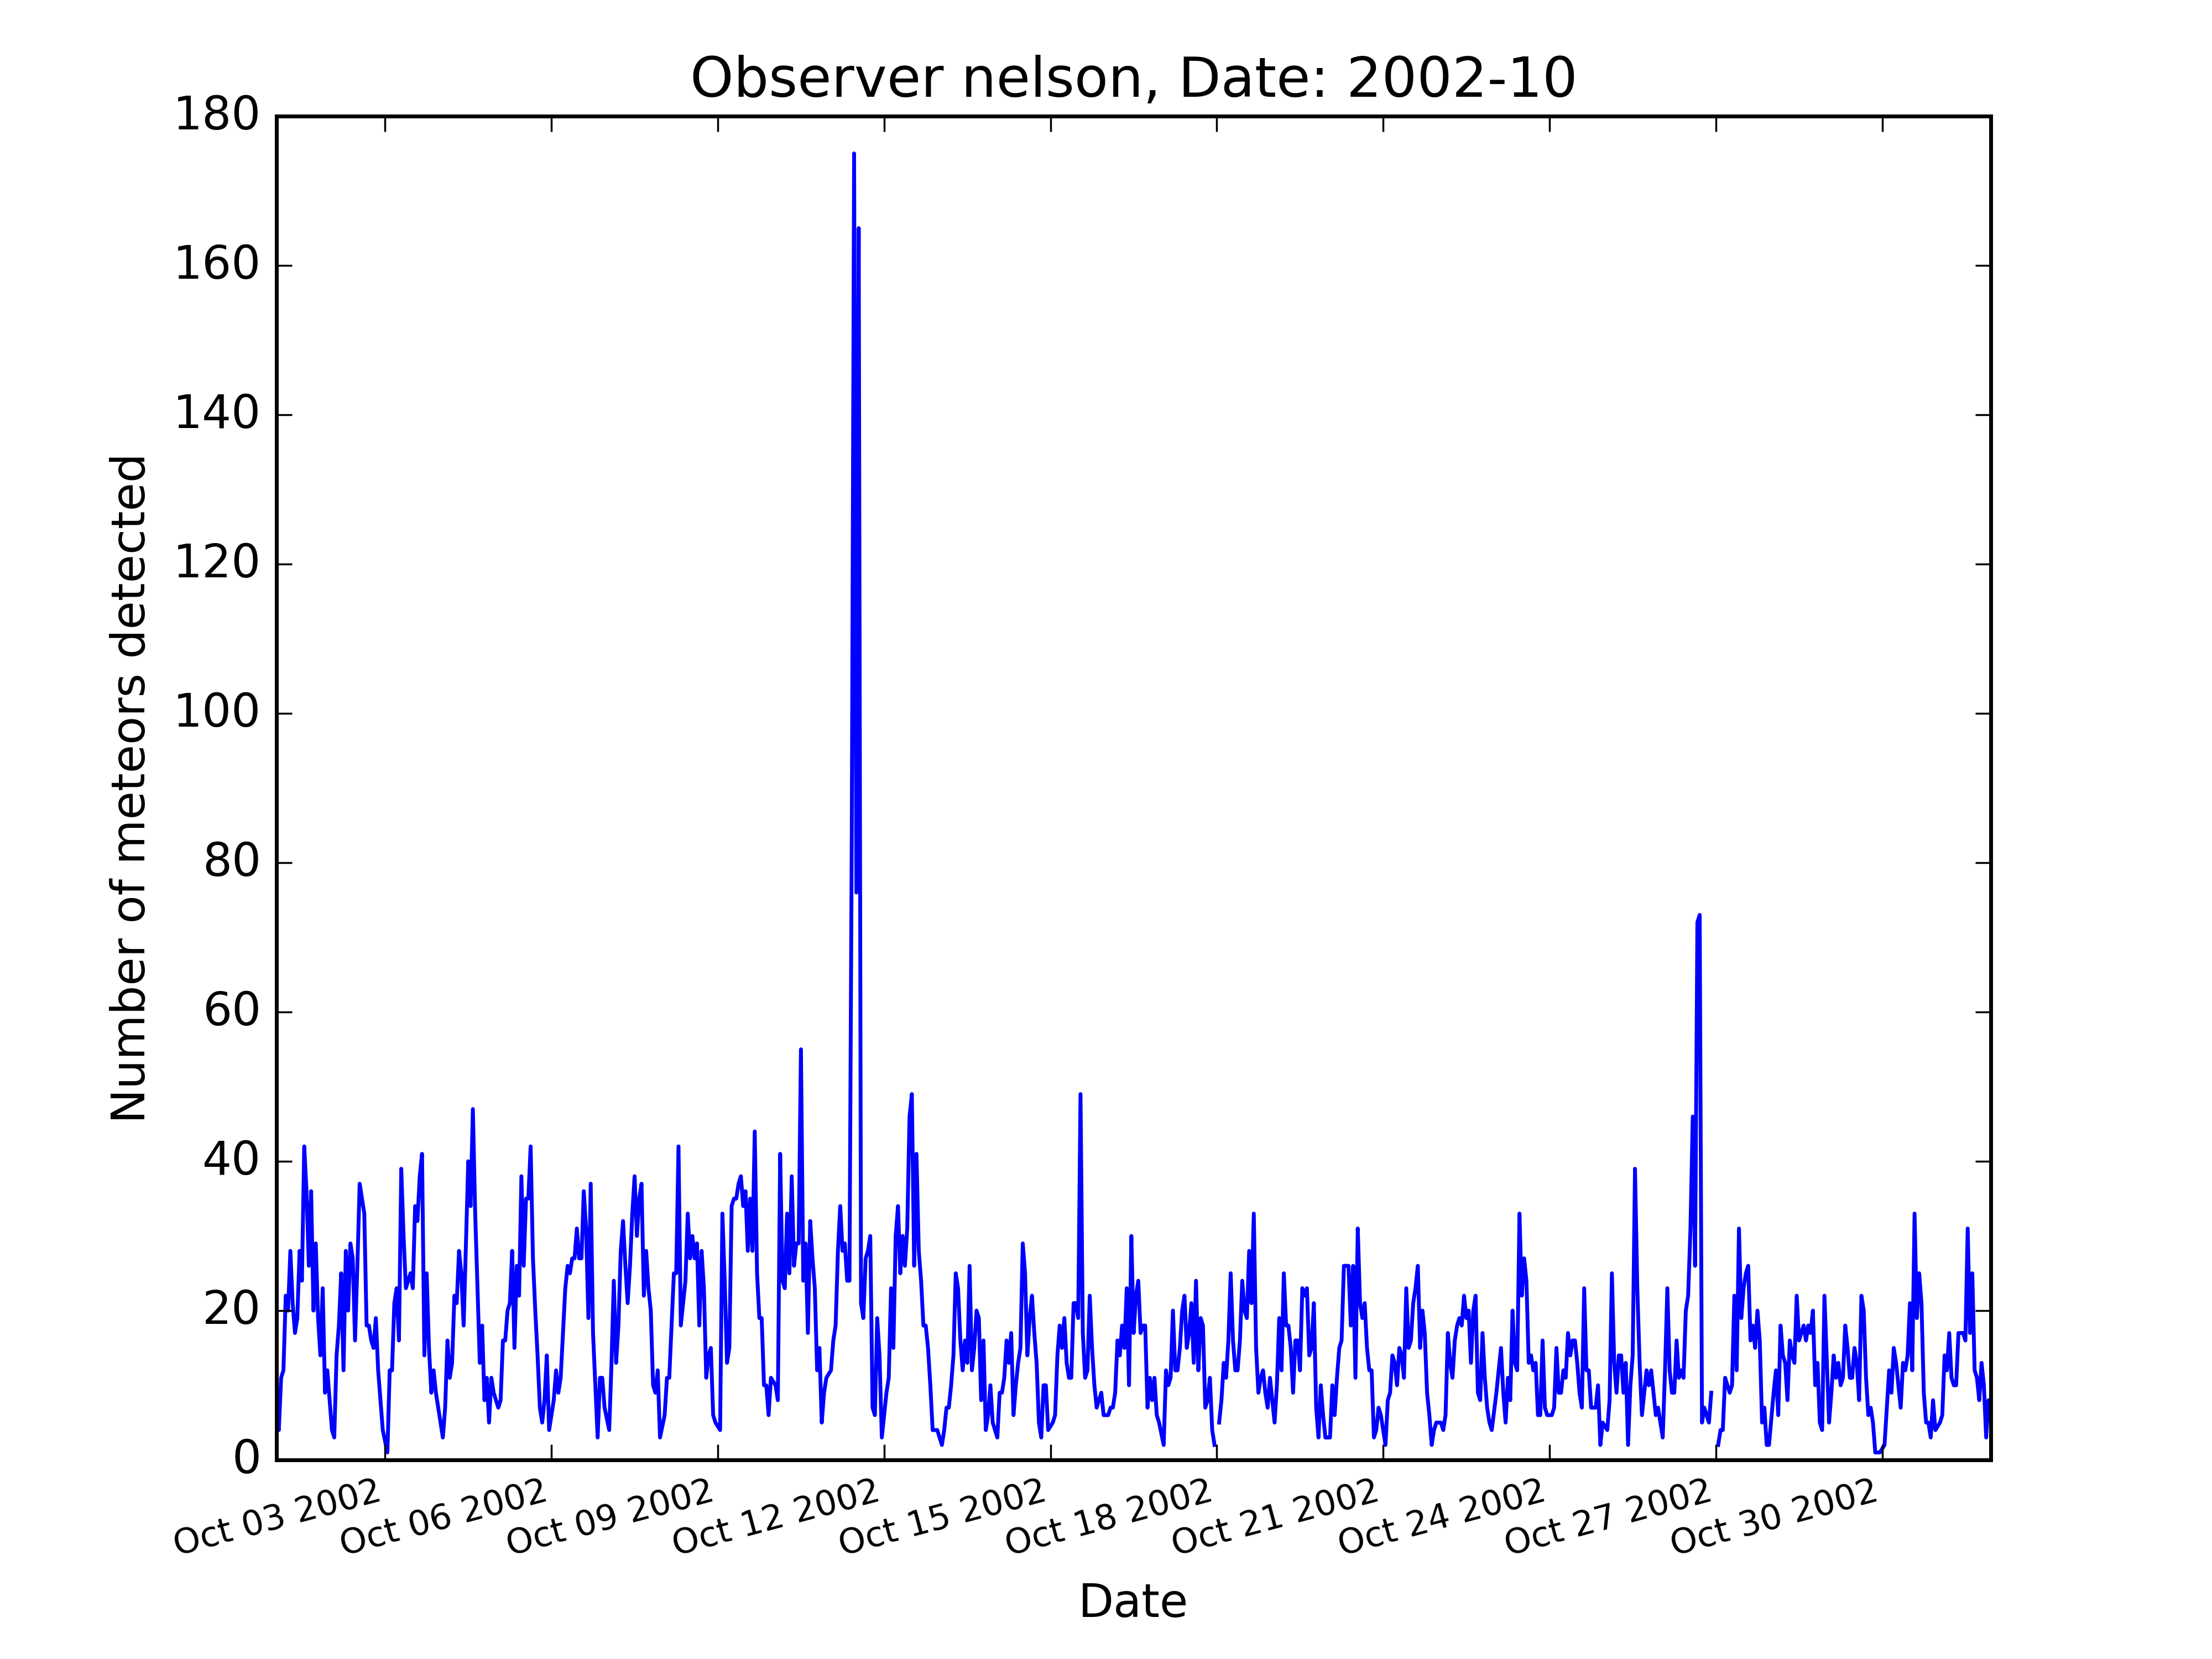 Observer nelson, Date: 2002-10
180
160
140
120
100
80
60
40
20
0
Number of meteors detected
Oct 03 2002
Oct 06 2002
Oct 09 2002
Oct 12 2002
Oct 15 2002
Oct 18 2002
Oct 21 2002
Oct 24 2002
Oct 27 2002
Oct 30 2002
Date